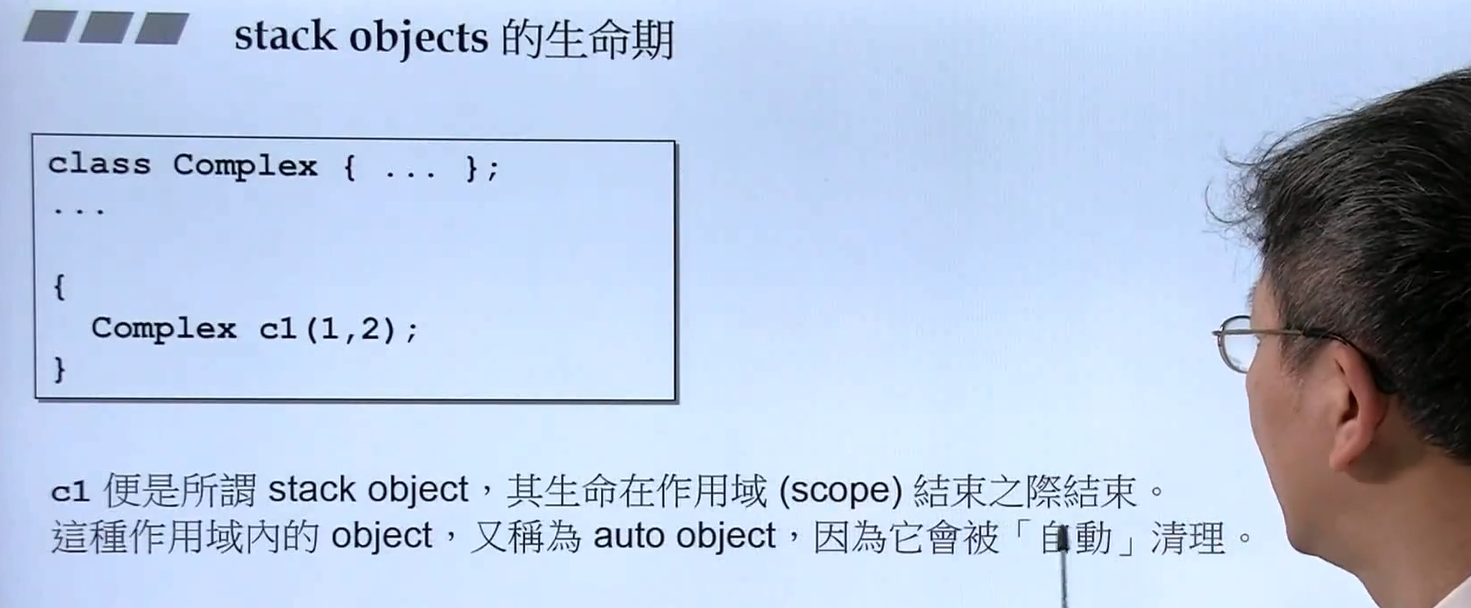 stack objects 的生命期
class Complex { ... };
...
{
Complex c1(1,2);
}
c1 便是所謂 stack object，其生命在作用域 (scope) 結束之際結束。
這種作用域內的 object，又稱為 auto object，因為它會被「自動」清理。